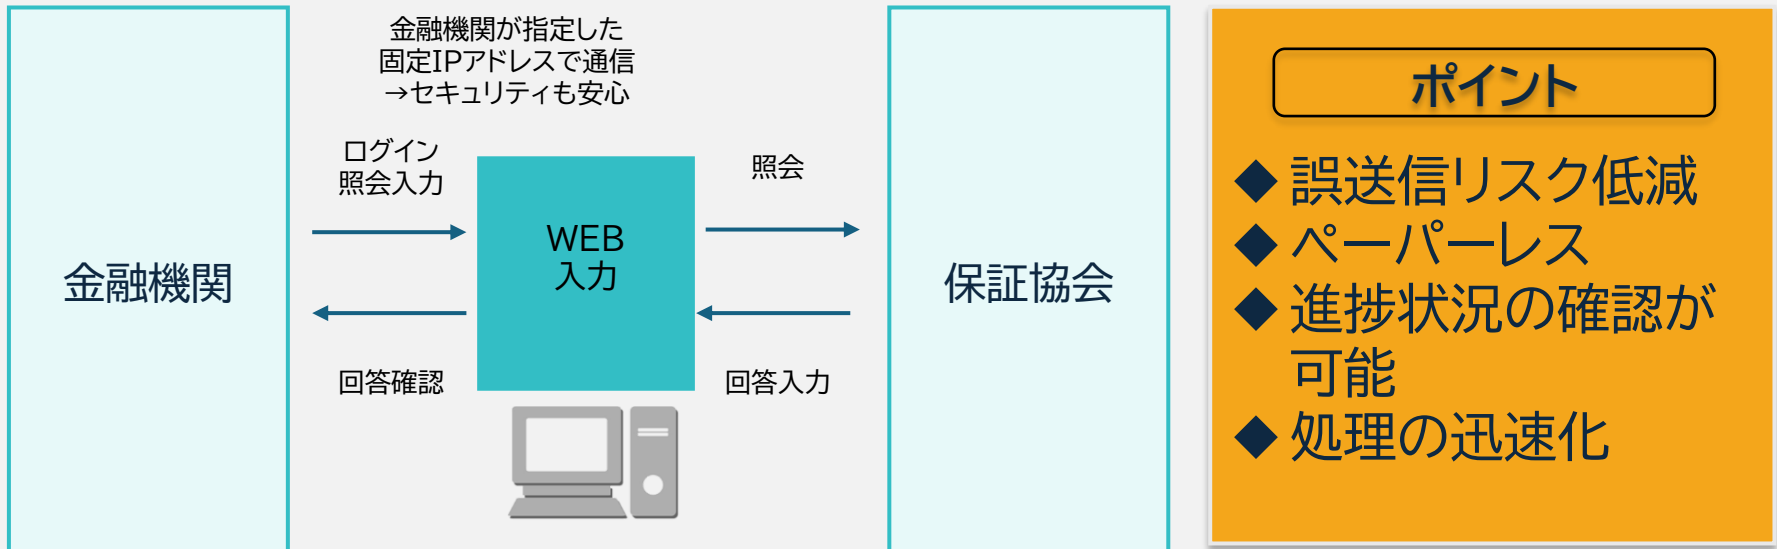 金融機関が指定した
固定IPアドレスで通信
→セキュリティも安心
ログイン
照会入力
照会
WEB
入力
金融機関
保証協会
回答確認
回答入力
ポイント
◆ 誤送信リスク低減
◆ ペーパーレス
◆ 進捗状況の確認が
可能
◆ 処理の迅速化